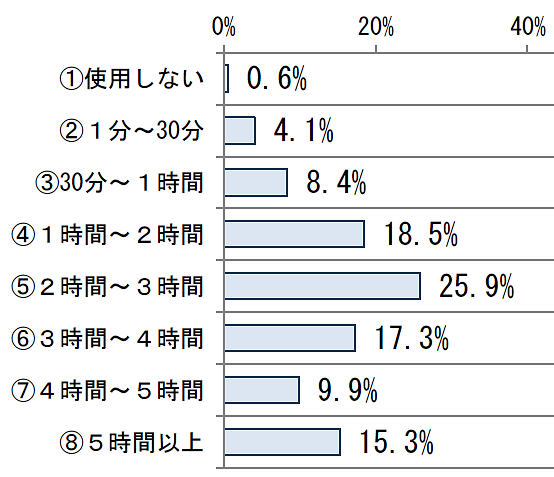 0% 20% 40%
①使用しない 0.6%
②１分～30分 4.1%
③30分～１時間 8.4%
④１時間～２時間 18.5%
⑤２時間～３時間 25.9%
⑥３時間～４時間 17.3%
⑦４時間～５時間 9.9%
⑧５時間以上 15.3%